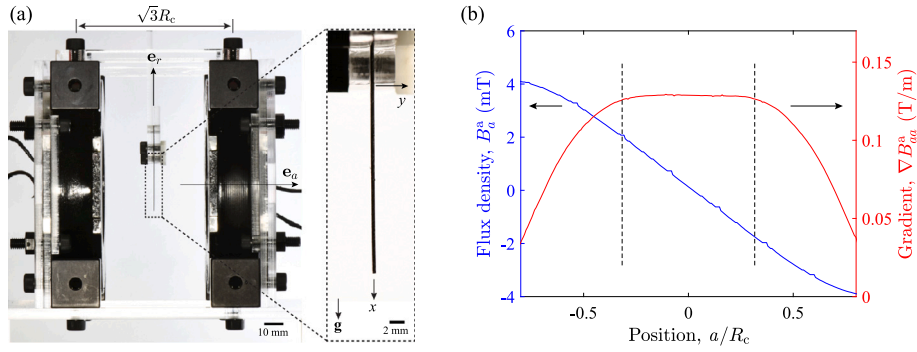 (a)
√3R_c
e_r
e_a
10 mm
y
x
g
2 mm
(b)
Flux density, B_a^a (mT)
4
2
0
-2
-4
-0.5
0
0.5
Position, a/R_c
0.15
0.1
0.05
0
Gradient, ∇B_aa^a (T/m)